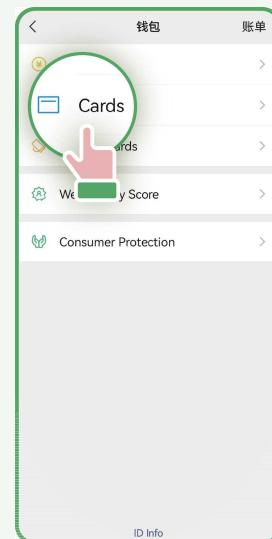 钱包 账单
Cards
ards
We y Score
Consumer Protection
ID Info